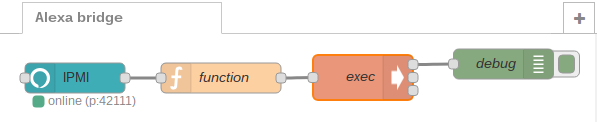 Alexa bridge
IPMI
function
exec
debug
online (p:42111)